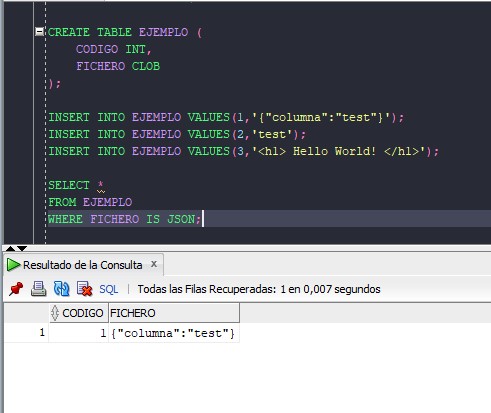 CREATE TABLE EJEMPLO (
CODIGO INT,
FICHERO CLOB
);
INSERT INTO EJEMPLO VALUES(1,'{"columna":"test"}');
INSERT INTO EJEMPLO VALUES(2,'test');
INSERT INTO EJEMPLO VALUES(3,'<h1> Hello World! </h1>');
SELECT *
FROM EJEMPLO
WHERE FICHERO IS JSON;
Resultado de la Consulta x
SQL | Todas las Filas Recuperadas: 1 en 0,007 segundos
CODIGO FICHERO
1 1 {"columna":"test"}